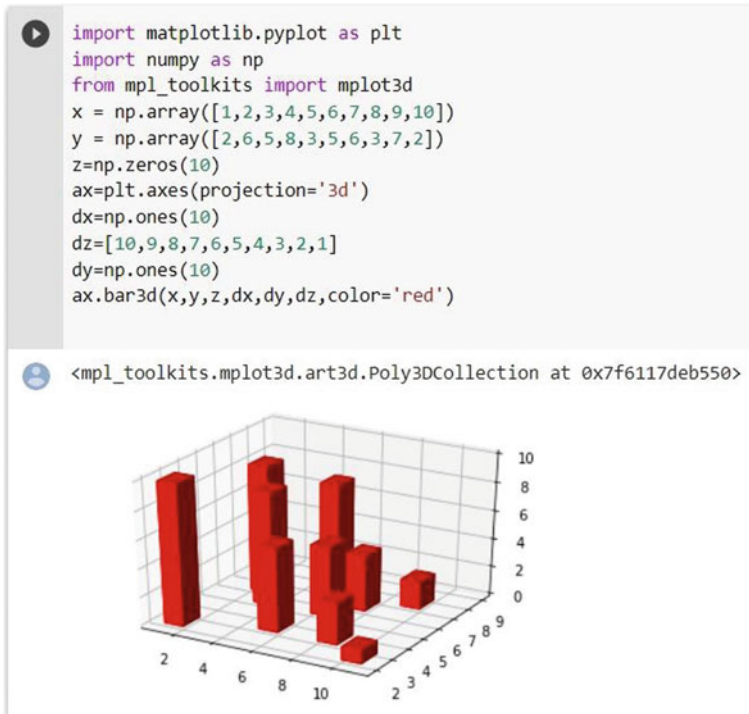 import matplotlib.pyplot as plt
import numpy as np
from mpl_toolkits import mplot3d
x = np.array([1,2,3,4,5,6,7,8,9,10])
y = np.array([2,6,5,8,3,5,6,3,7,2])
z=np.zeros(10)
ax=plt.axes(projection='3d')
dx=np.ones(10)
dz=[10,9,8,7,6,5,4,3,2,1]
dy=np.ones(10)
ax.bar3d(x,y,z,dx,dy,dz,color='red')
<mpl_toolkits.mplot3d.art3d.Poly3DCollection at 0x7f6117deb550>
10
8
6
4
2
0
2 4 6 8 10
2 3 4 5 6 7 8 9